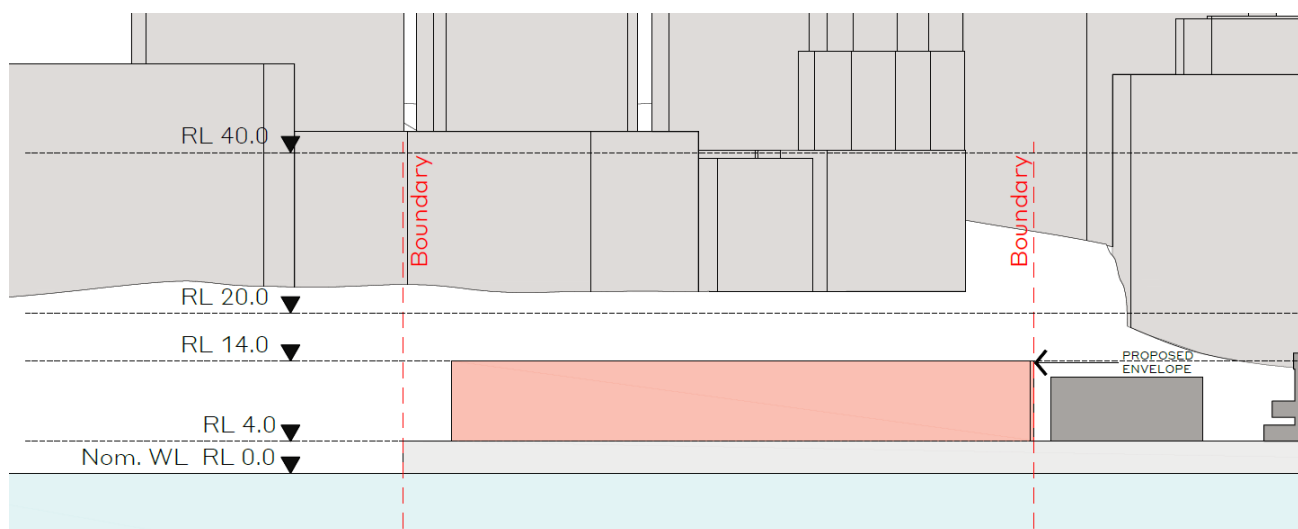 RL 40.0
Boundary
Boundary
RL 20.0
RL 14.0
PROPOSED
ENVELOPE
RL 4.0
Nom. WL RL 0.0